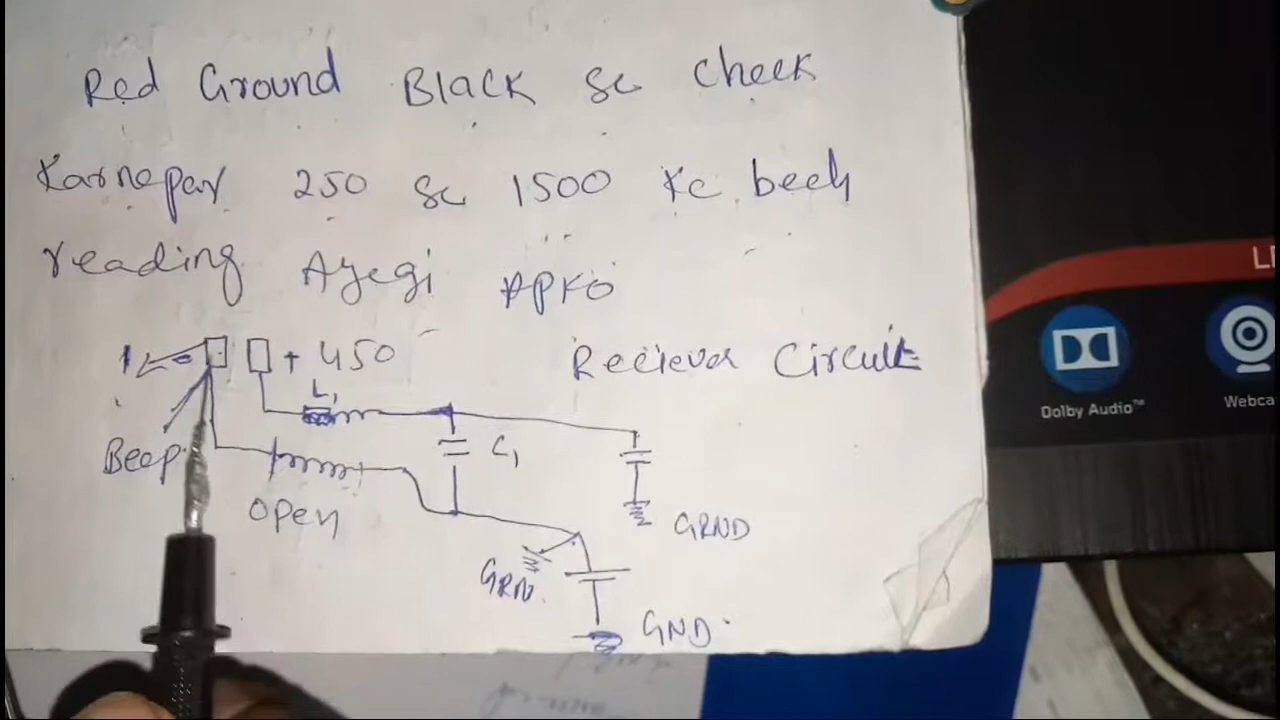 Red Ground Black se check
Karnepar 250 se 1500 ke beech
reading Ayegi Apko
+ 450
Reciever Circuit
L1
Beep
C1
open
GRND
GRN
GND
Dolby Audio™
Webca